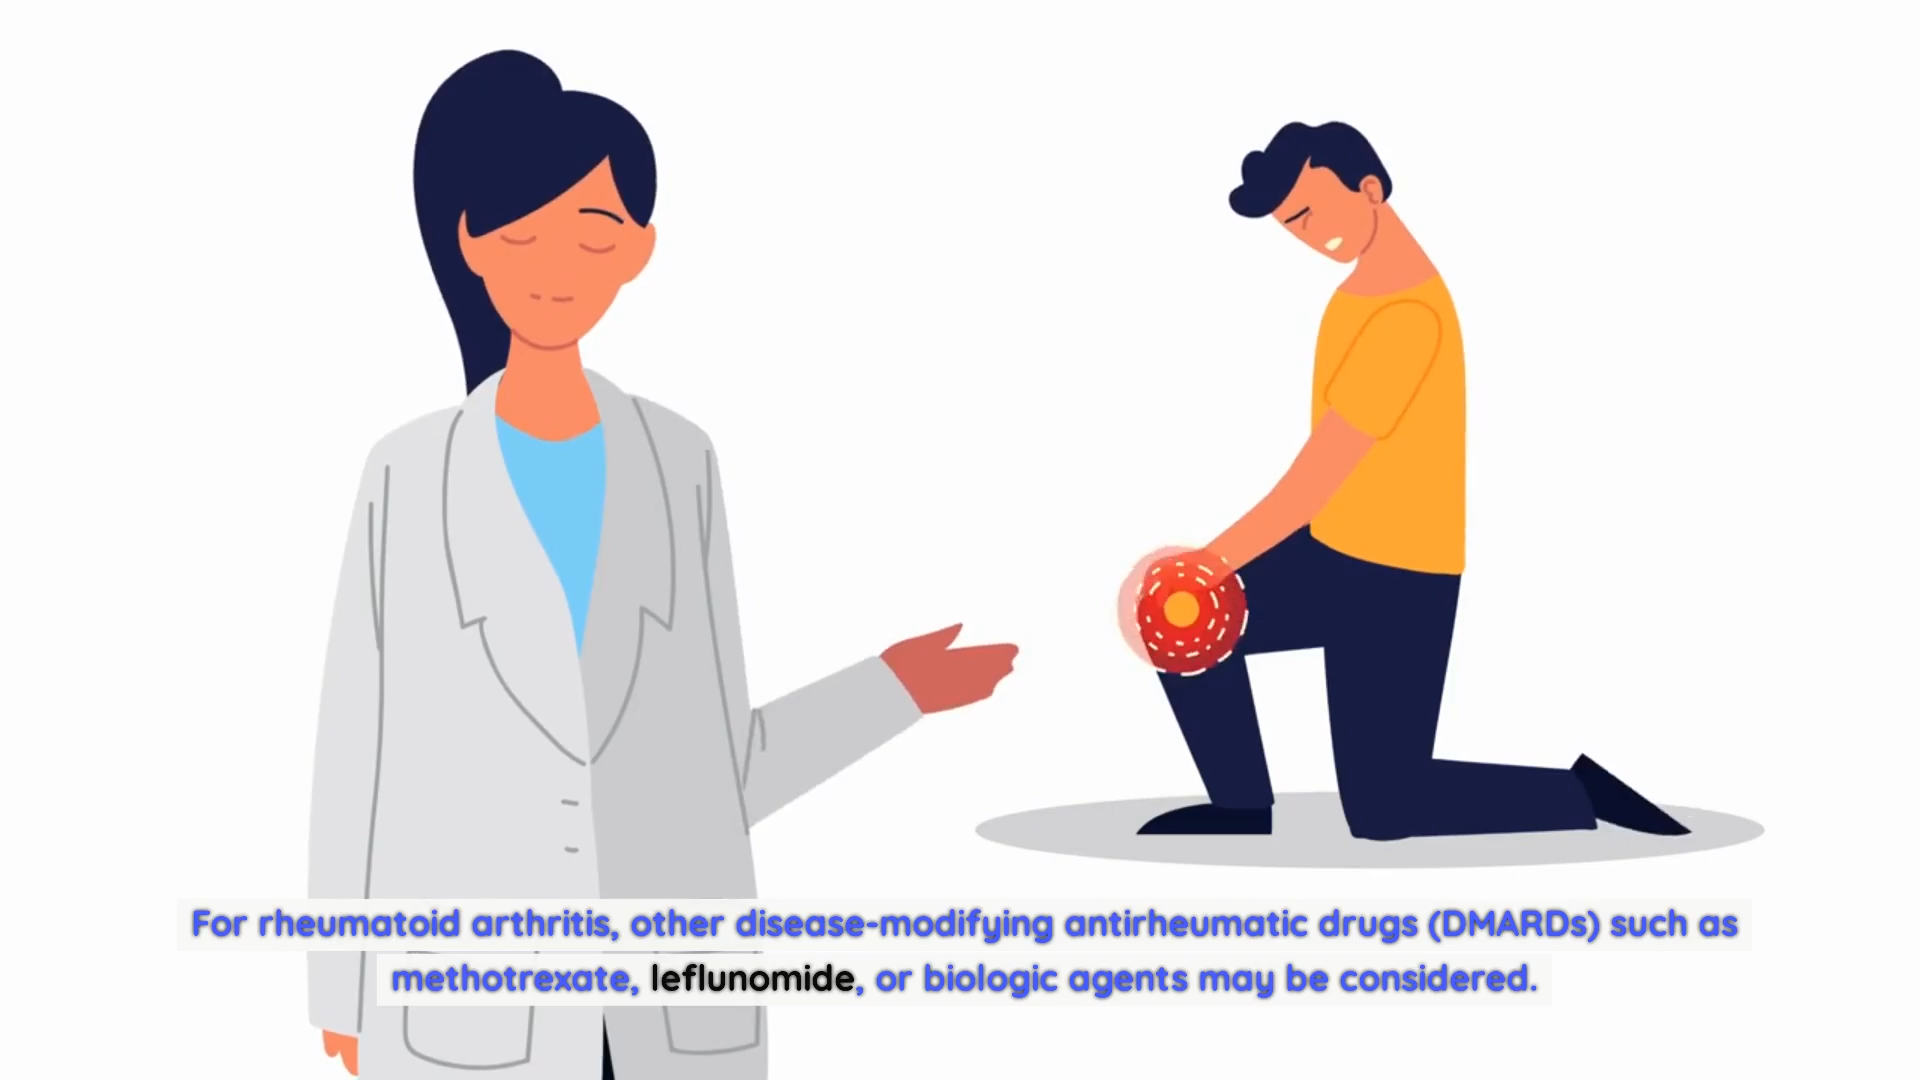 For rheumatoid arthritis, other disease-modifying antirheumatic drugs (DMARDs) such as
methotrexate, leflunomide, or biologic agents may be considered.